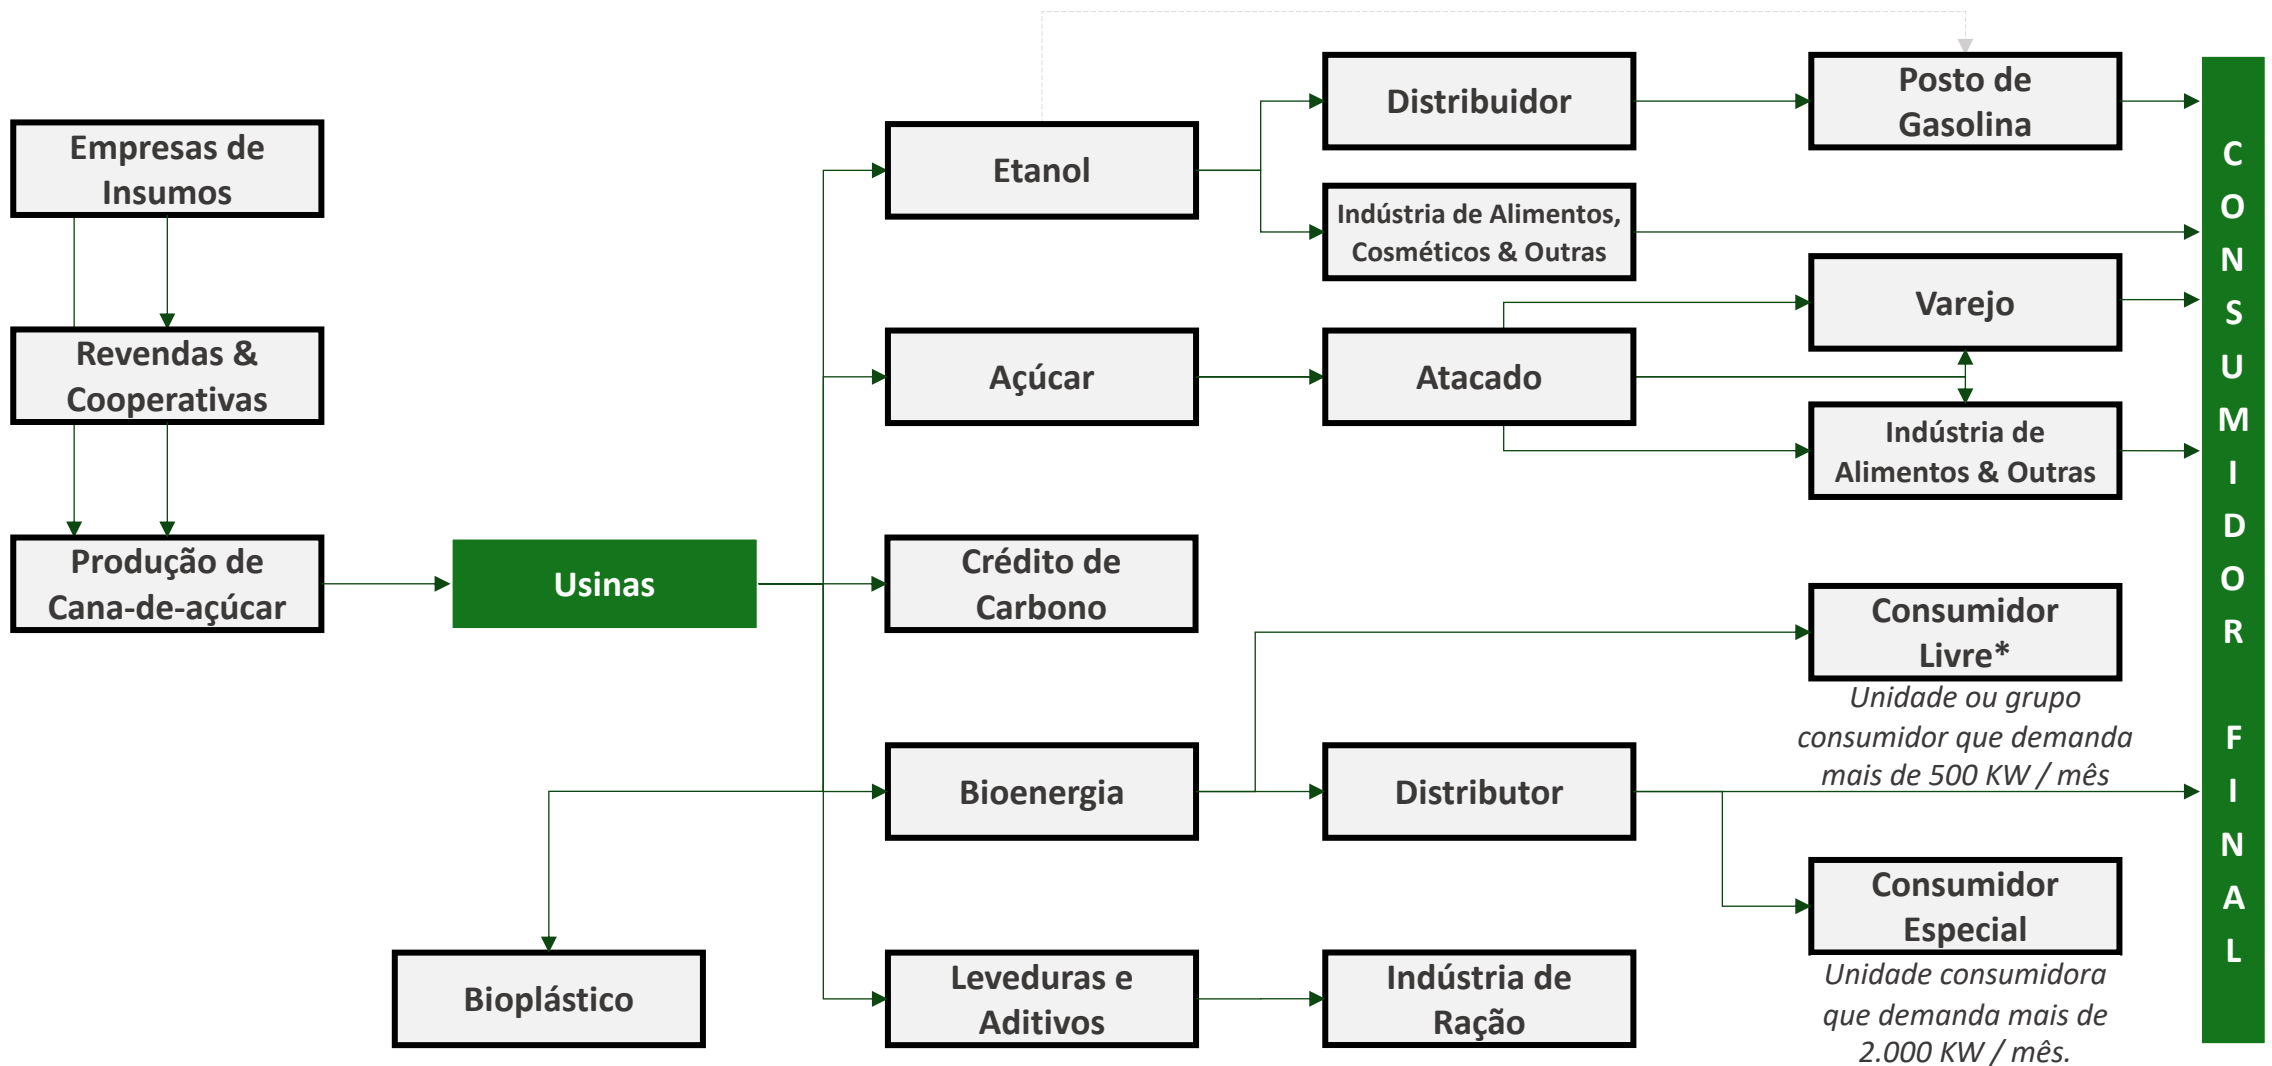 Empresas de
Insumos
Revendas &
Cooperativas
Produção de
Cana-de-açúcar
Usinas
Bioplástico
Etanol
Açúcar
Crédito de
Carbono
Bioenergia
Leveduras e
Aditivos
Distribuidor
Indústria de Alimentos,
Cosméticos & Outras
Atacado
Distributor
Indústria de
Ração
Posto de
Gasolina
Varejo
Indústria de
Alimentos & Outras
Consumidor
Livre*
Unidade ou grupo
consumidor que demanda
mais de 500 KW / mês
Consumidor
Especial
Unidade consumidora
que demanda mais de
2.000 KW / mês.
CONSUMIDOR FINAL